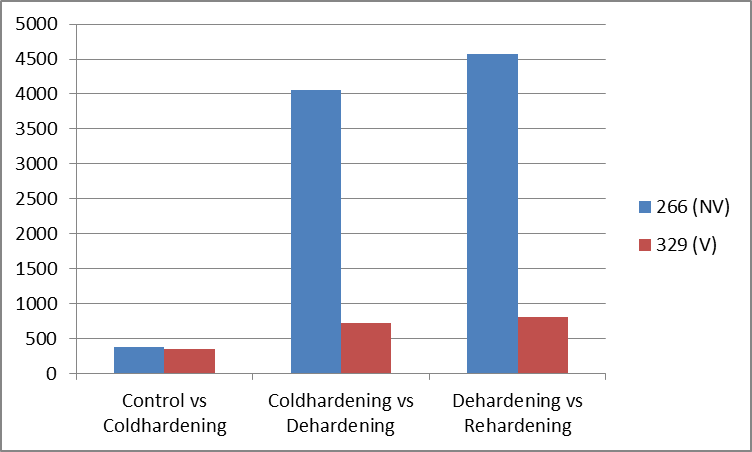 5000
4500
4000
3500
3000
2500
2000
1500
1000
500
0
266 (NV)
329 (V)
Control vs
Coldhardening
Coldhardening vs
Dehardening
Dehardening vs
Rehardening